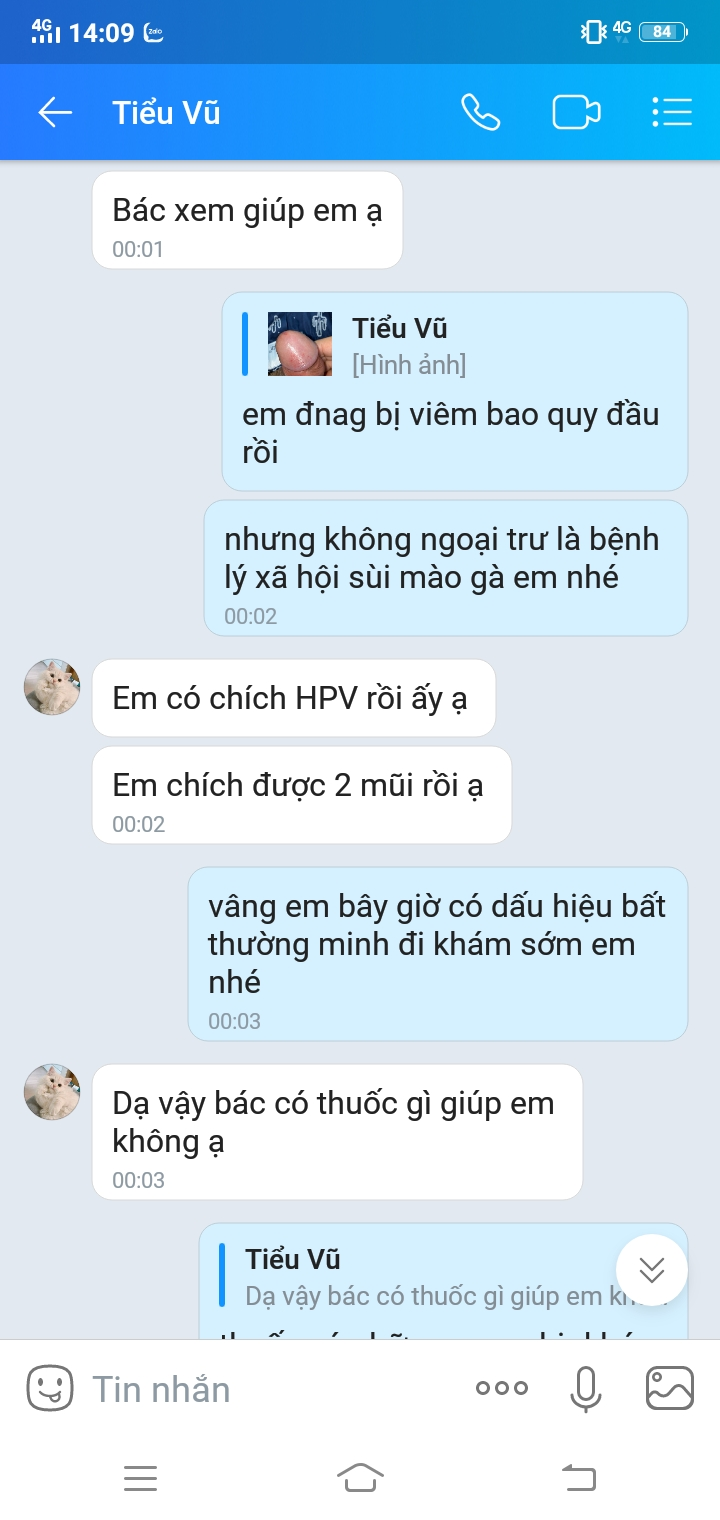 4G 14:09 Zalo 4G 84
Tiểu Vũ
Bác xem giúp em ạ
00:01
Tiểu Vũ
[Hình ảnh]
em đnag bị viêm bao quy đầu
rồi
nhưng không ngoại trư là bệnh
lý xã hội sùi mào gà em nhé
00:02
Em có chích HPV rồi ấy ạ
Em chích được 2 mũi rồi ạ
00:02
vâng em bây giờ có dấu hiệu bất
thường minh đi khám sớm em
nhé
00:03
Dạ vậy bác có thuốc gì giúp em
không ạ
00:03
Tiểu Vũ
Dạ vậy bác có thuốc gì giúp em
Tin nhắn